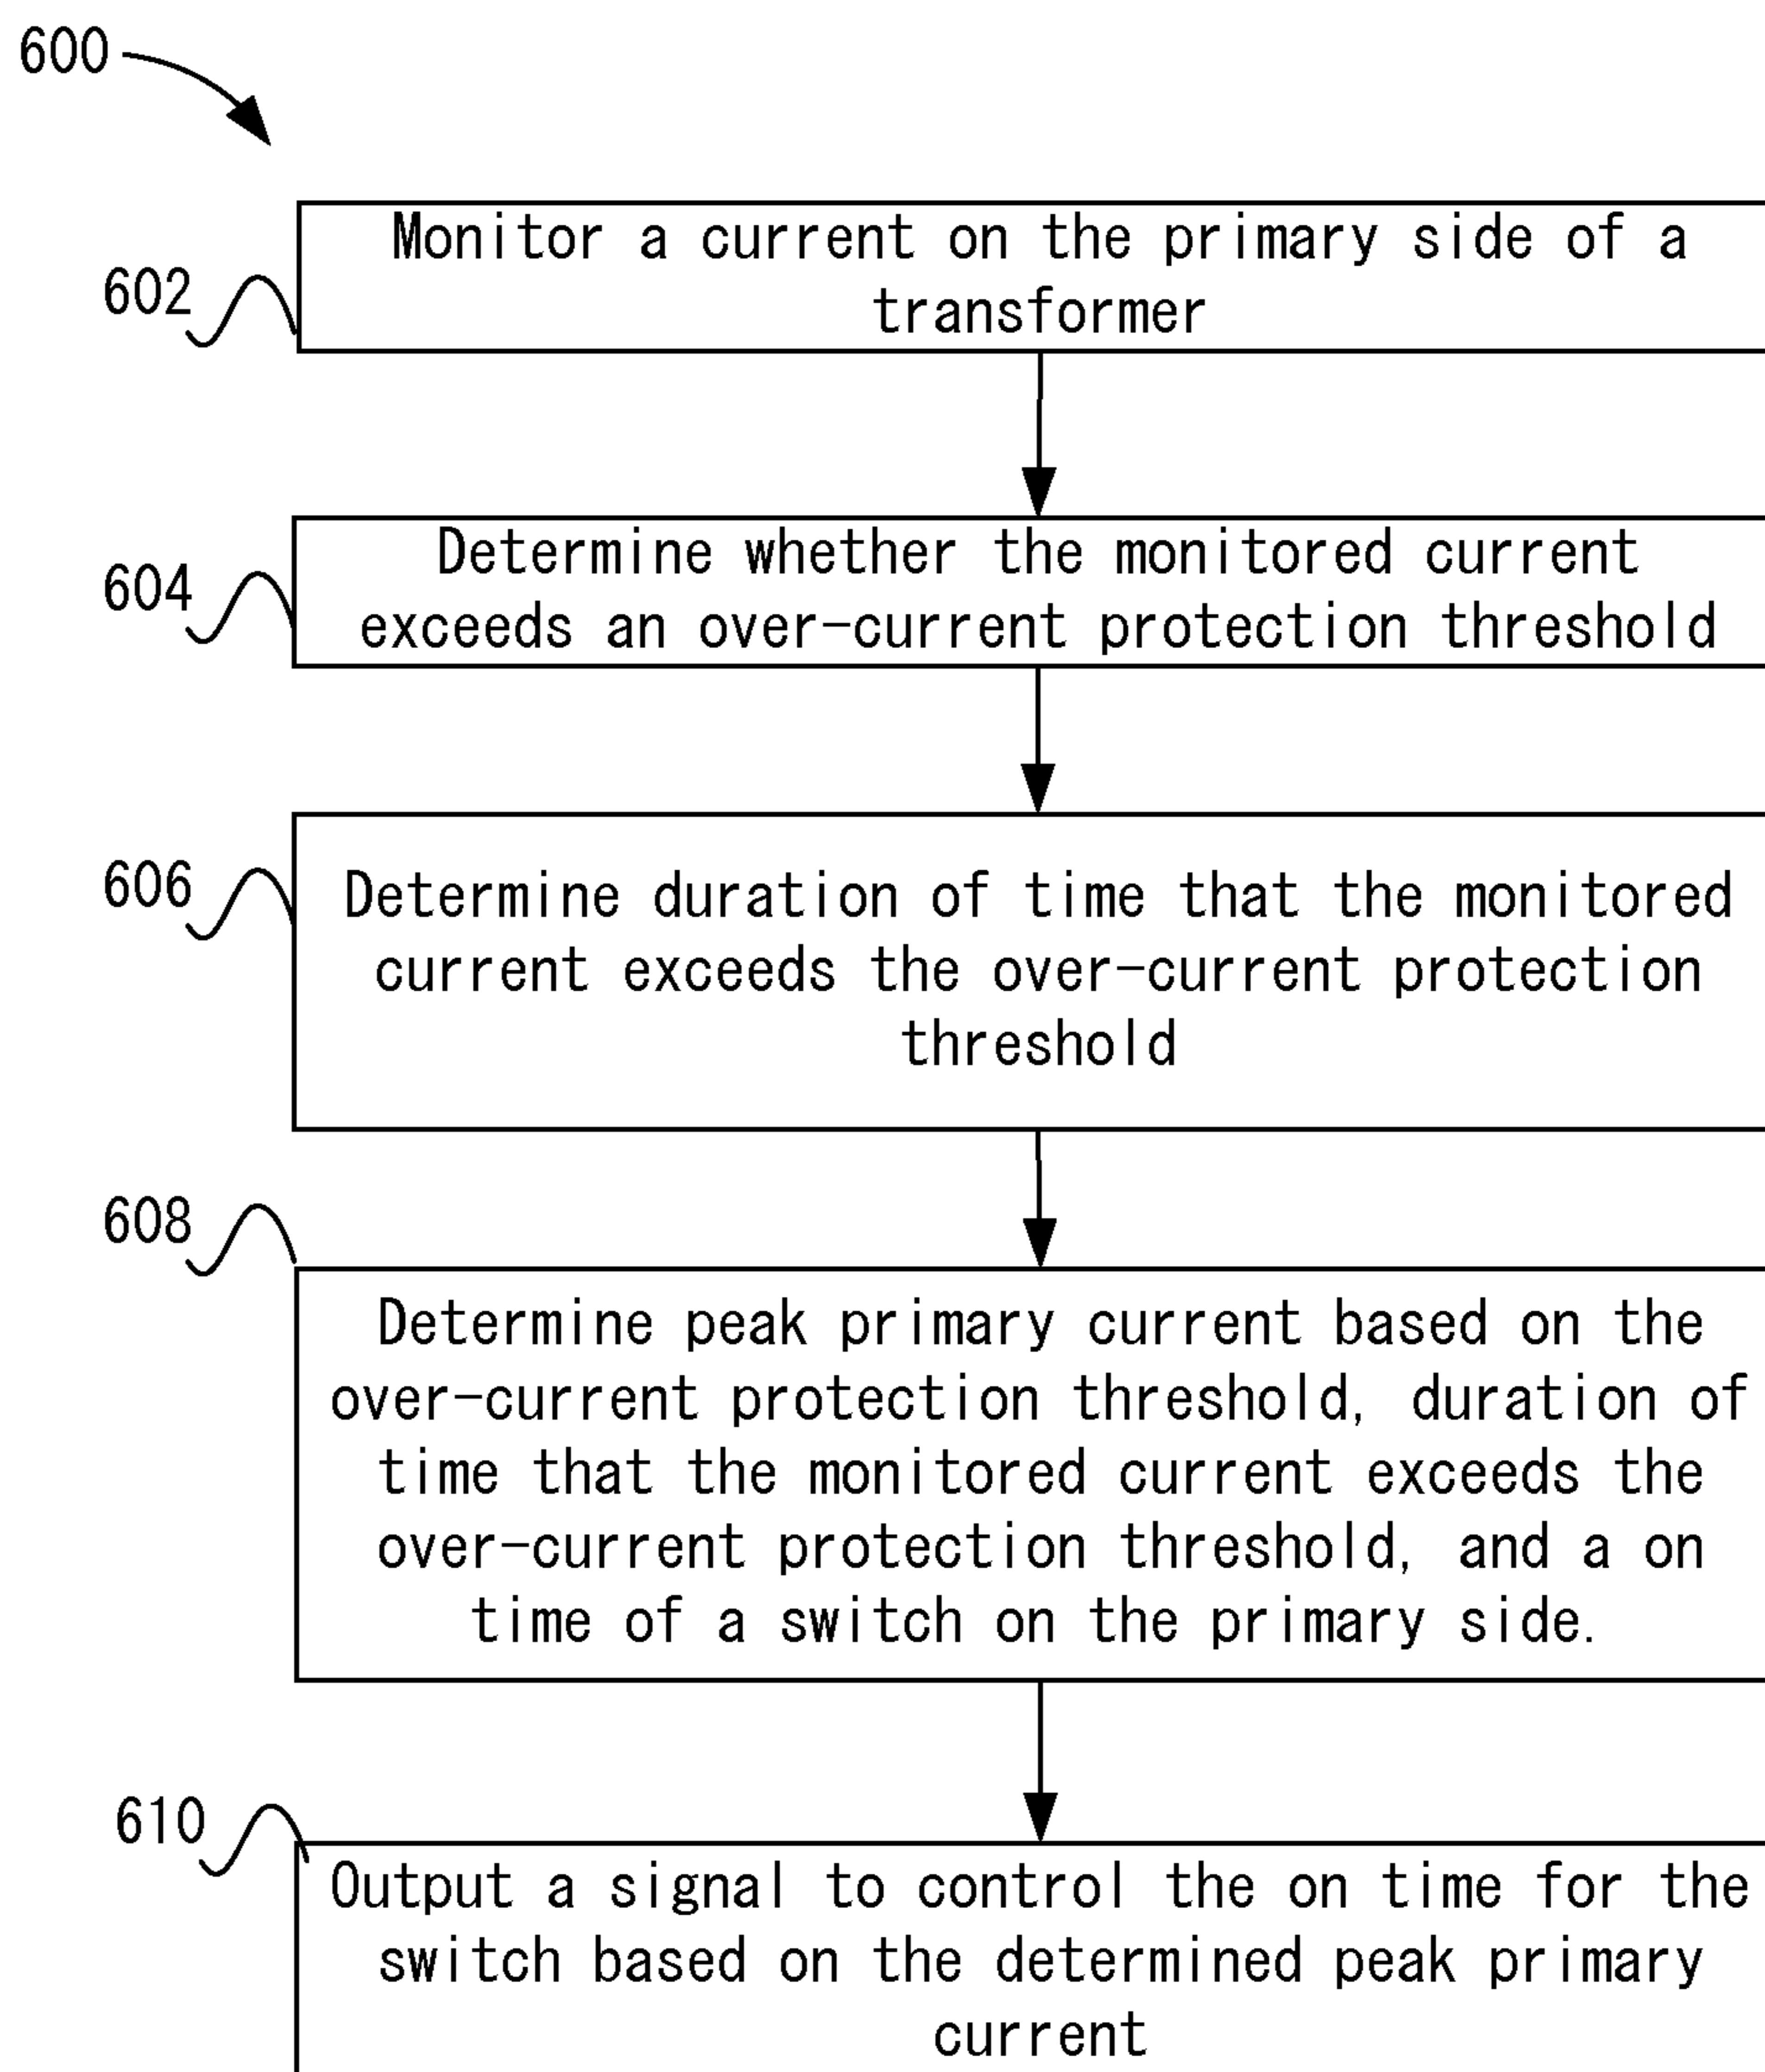 600
Monitor a current on the primary side of a
transformer
602
Determine whether the monitored current
exceeds an over-current protection threshold
604
Determine duration of time that the monitored
current exceeds the over-current protection
threshold
606
608
Determine peak primary current based on the
over-current protection threshold, duration of
time that the monitored current exceeds the
over-current protection threshold, and a on
time of a switch on the primary side.
610
Output a signal to control the on time for the
switch based on the determined peak primary
current